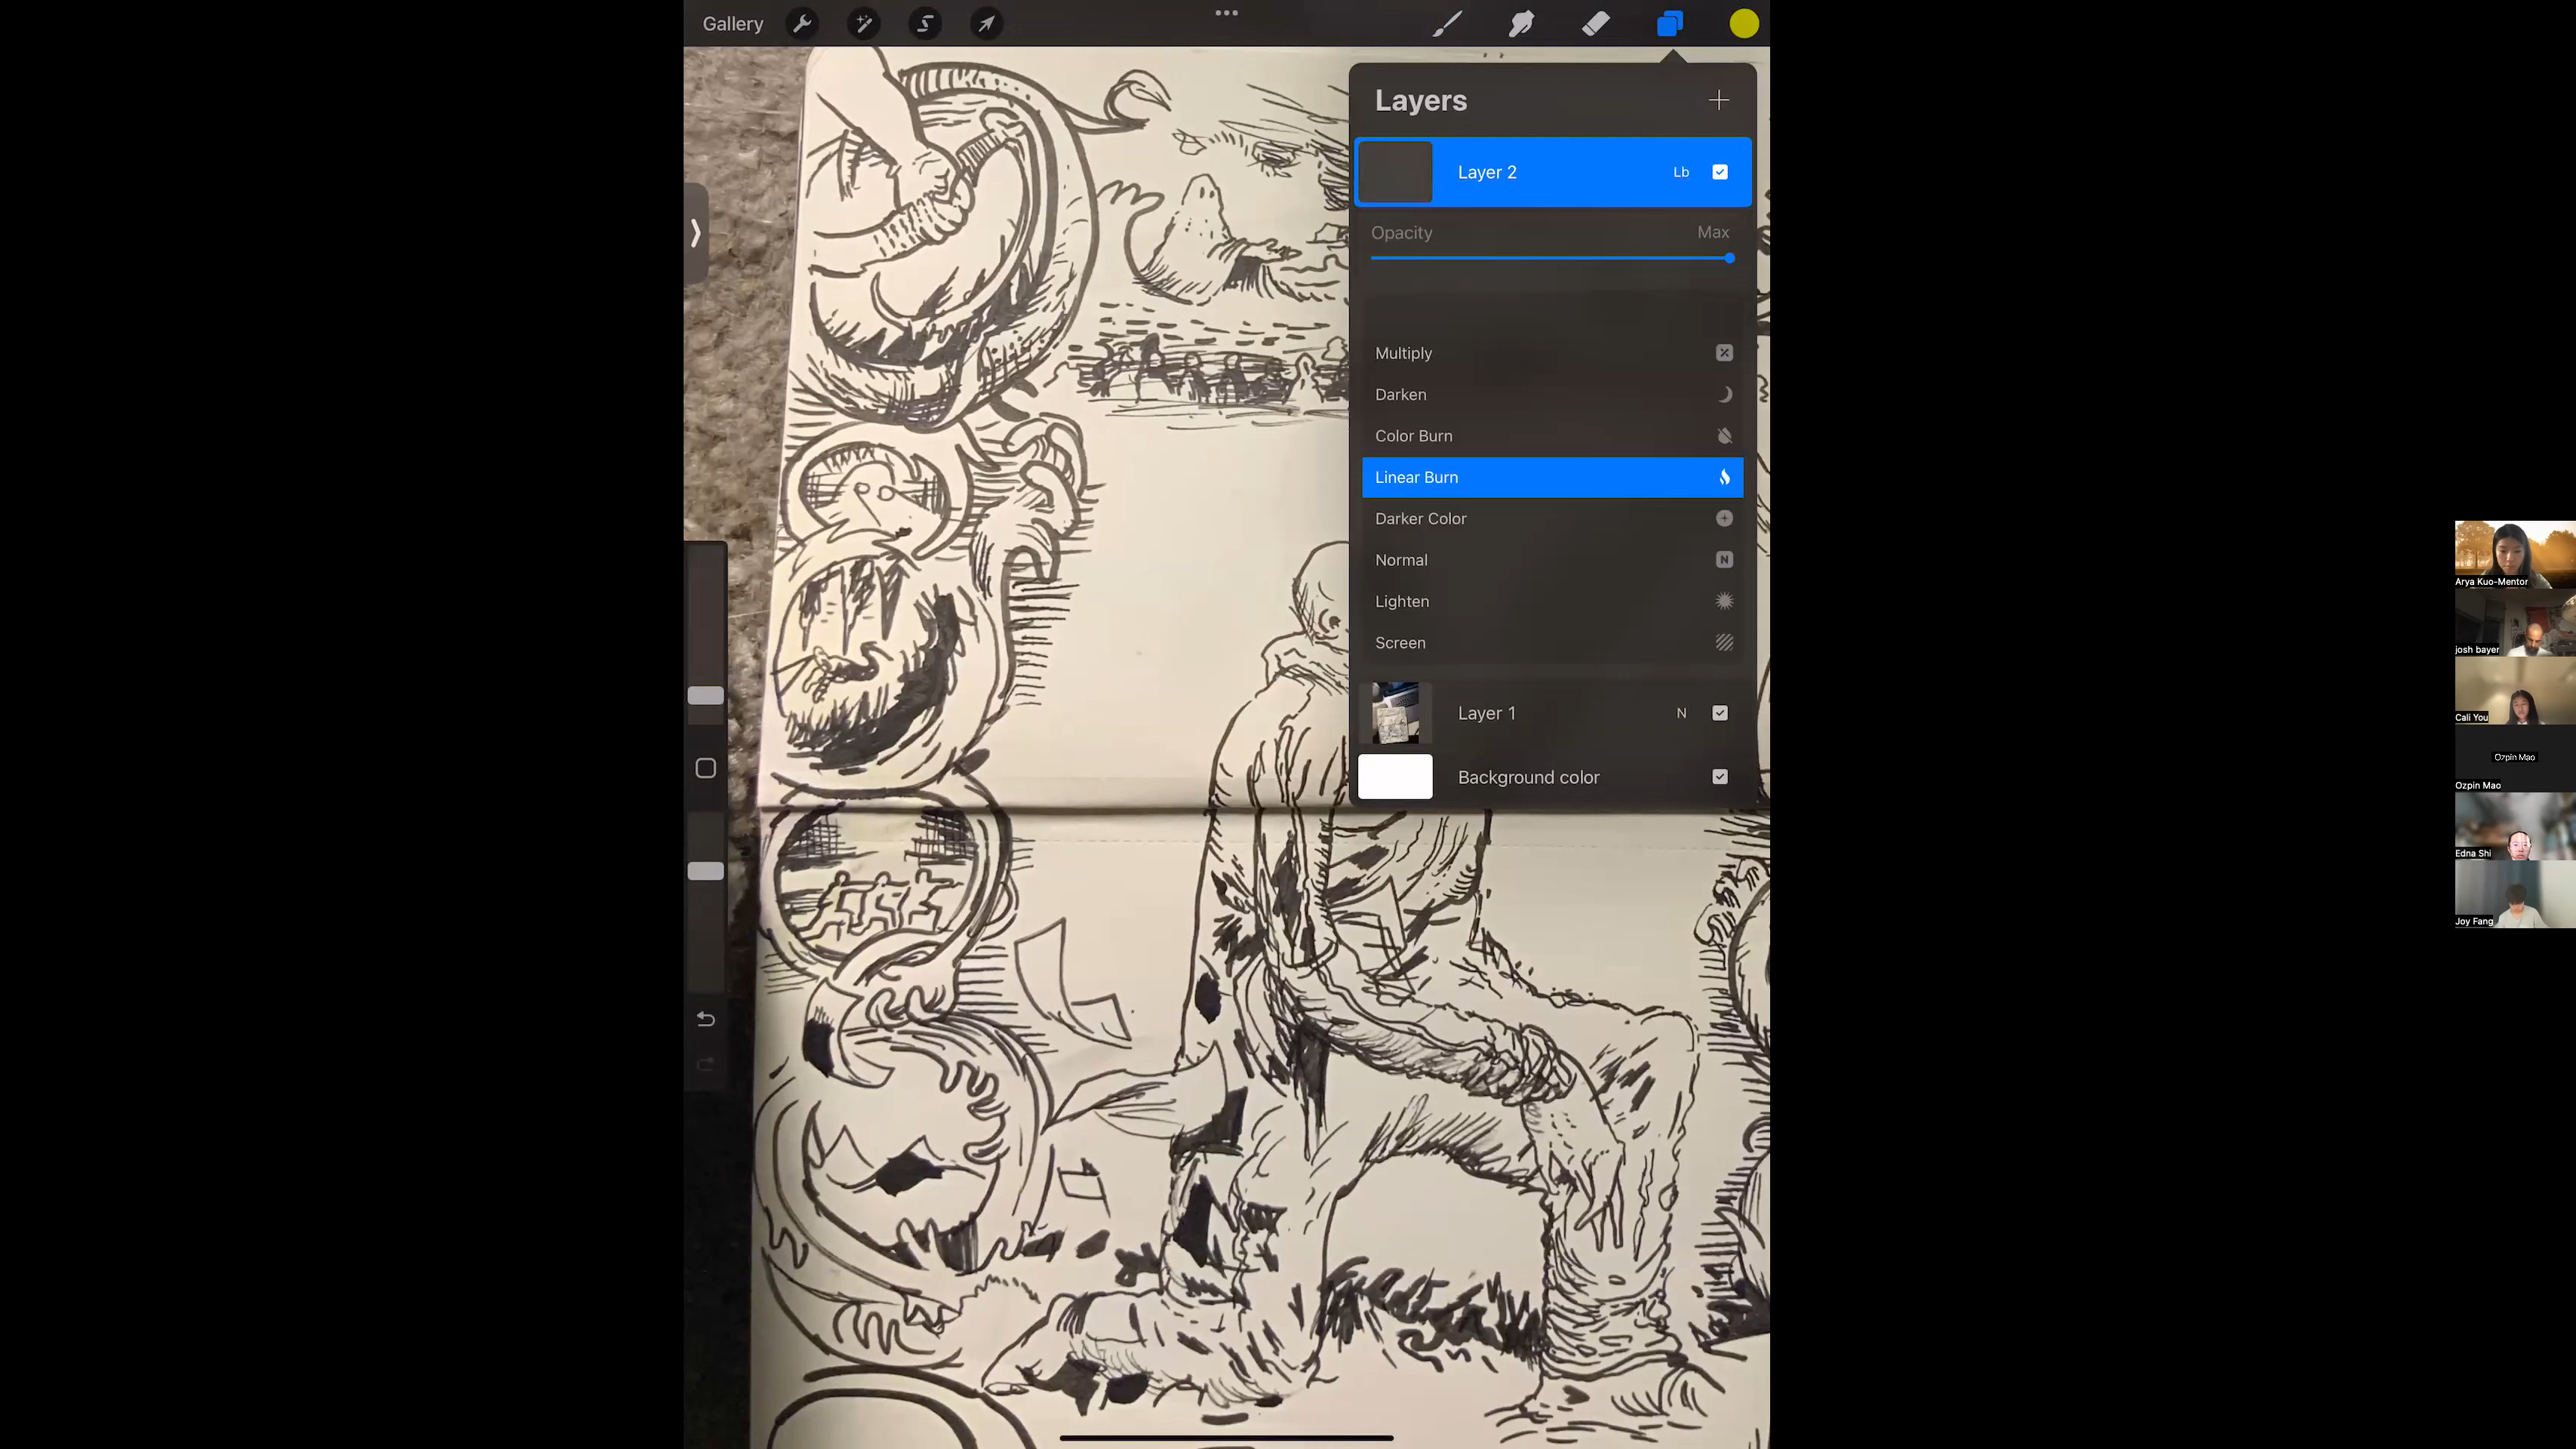 Gallery
Layers
Layer 2 Lb
Opacity Max
Multiply
Darken
Color Burn
Linear Burn
Darker Color
Normal N
Lighten
Screen
Layer 1 N
Background color
Arya Kuo-Mentor
josh bayer
Cali You
Ozpin Mao
Ozpin Mao
Edna Shi
Joy Fang